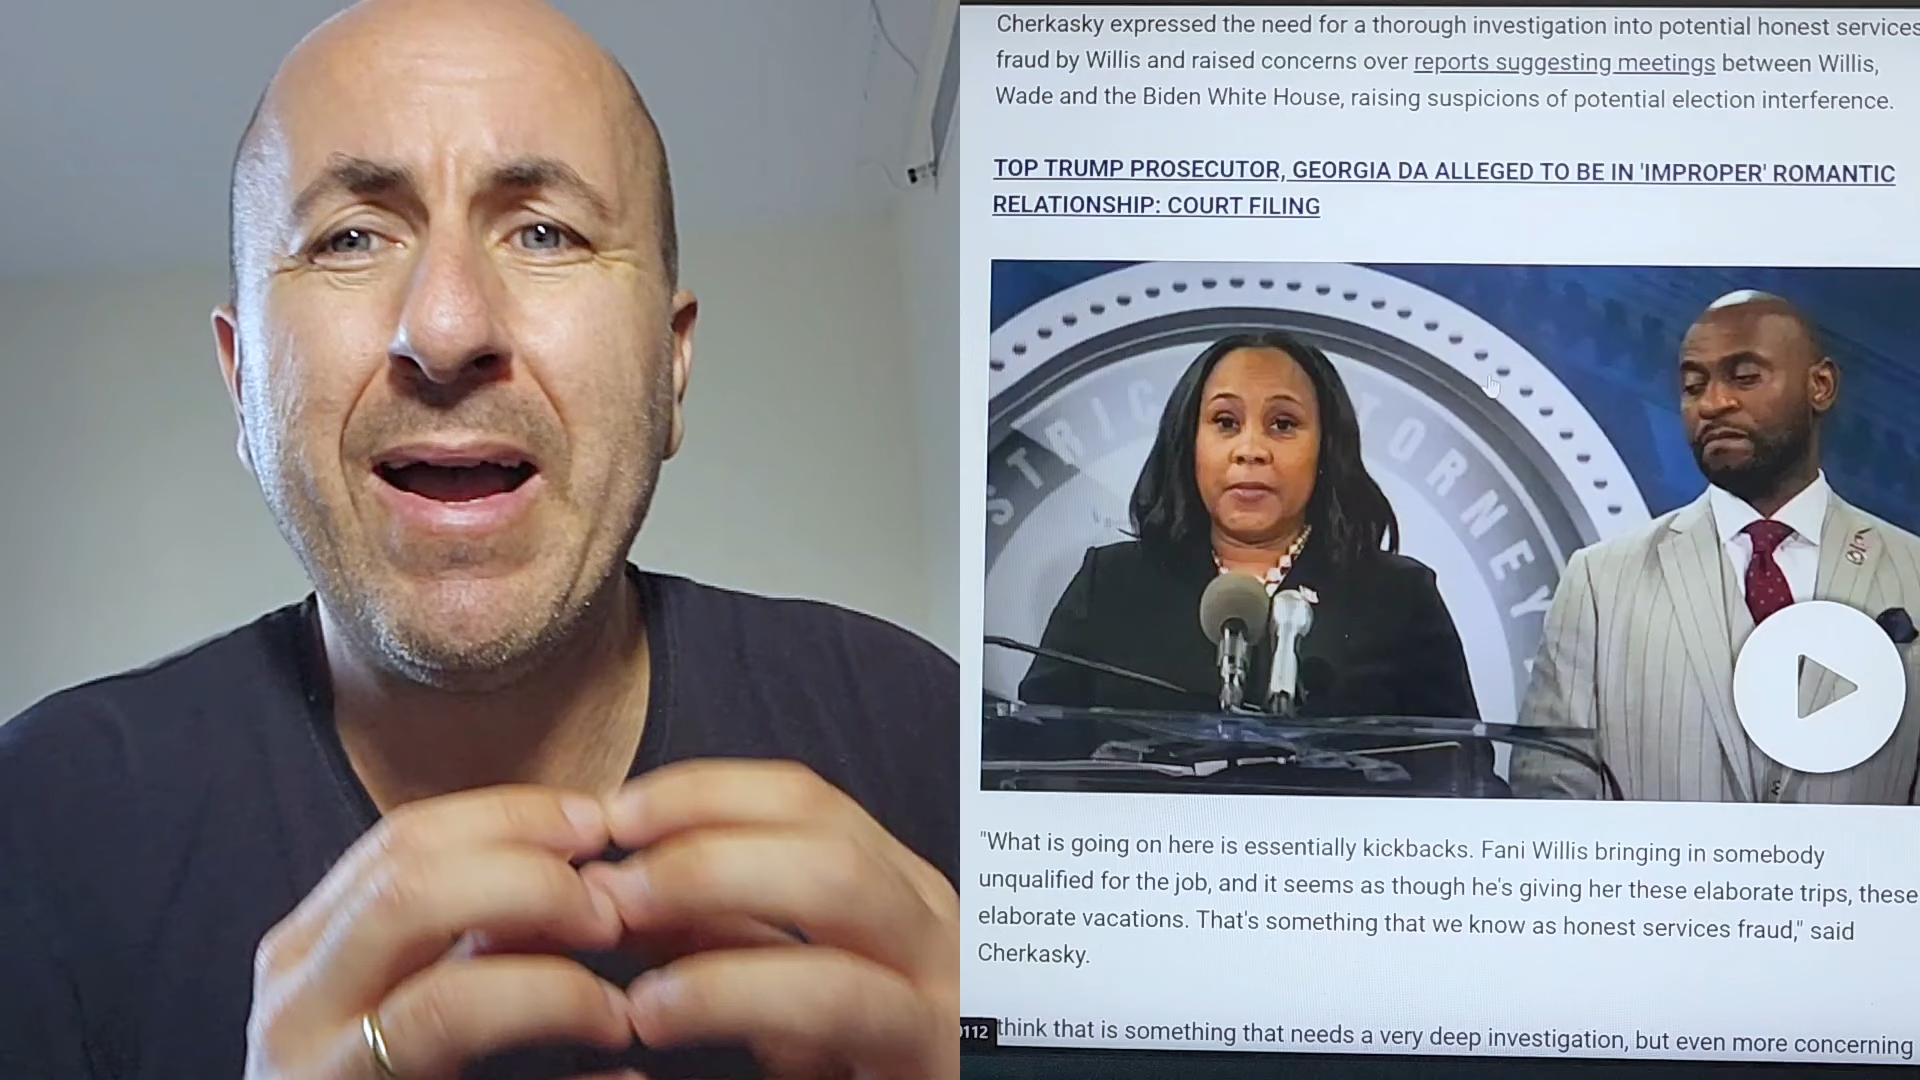 Cherkasky expressed the need for a thorough investigation into potential honest services
fraud by Willis and raised concerns over reports suggesting meetings between Willis,
Wade and the Biden White House, raising suspicions of potential election interference.
TOP TRUMP PROSECUTOR, GEORGIA DA ALLEGED TO BE IN 'IMPROPER' ROMANTIC
RELATIONSHIP: COURT FILING
STRIC TTORNEY
"What is going on here is essentially kickbacks. Fani Willis bringing in somebody
unqualified for the job, and it seems as though he's giving her these elaborate trips, these
elaborate vacations. That's something that we know as honest services fraud," said
Cherkasky.
112
think that is something that needs a very deep investigation, but even more concerning